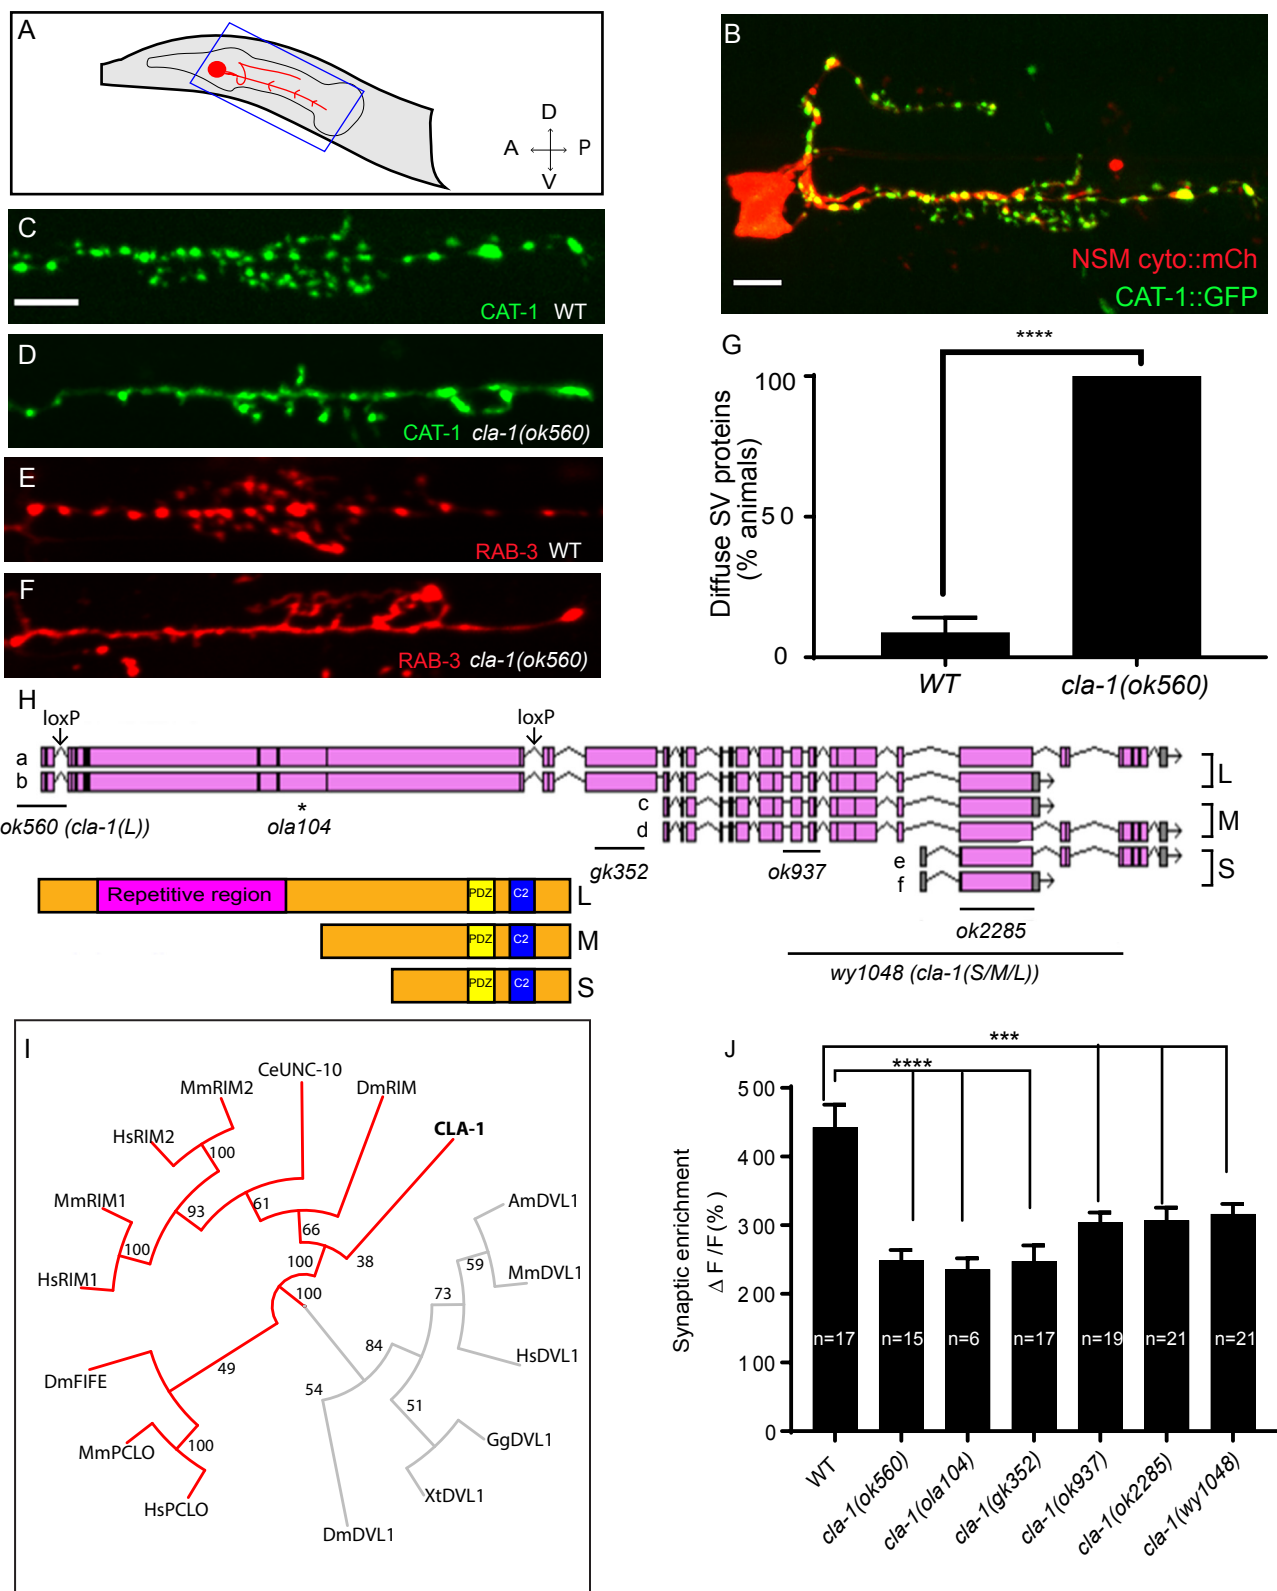 A
D
A P
V
B
NSM cyto::mCh
CAT-1::GFP
C
CAT-1 WT
D
CAT-1 cla-1(ok560)
E
RAB-3 WT
F
RAB-3 cla-1(ok560)
G
****
100
50
0
Diffuse SV proteins
(% animals)
WT
cla-1(ok560)
H
loxP
loxP
a
b
c
d
e
f
L
M
S
ok560 (cla-1(L))
*
ola104
gk352
ok937
ok2285
wy1048 (cla-1(S/M/L))
Repetitive region
PDZ
C2
L
PDZ
C2
M
PDZ
C2
S
I
CeUNC-10
MmRIM2
DmRIM
HsRIM2
CLA-1
MmRIM1
HsRIM1
DmFIFE
MmPCLO
HsPCLO
AmDVL1
MmDVL1
HsDVL1
GgDVL1
XtDVL1
DmDVL1
100
93
61
66
100
100
38
100
59
73
84
54
51
49
100
J
***
****
500
400
300
200
100
0
Synaptic enrichment
Δ F/F(%)
n=17
n=15
n=6
n=17
n=19
n=21
n=21
WT
cla-1(ok560)
cla-1(ola104)
cla-1(gk352)
cla-1(ok937)
cla-1(ok2285)
cla-1(wy1048)